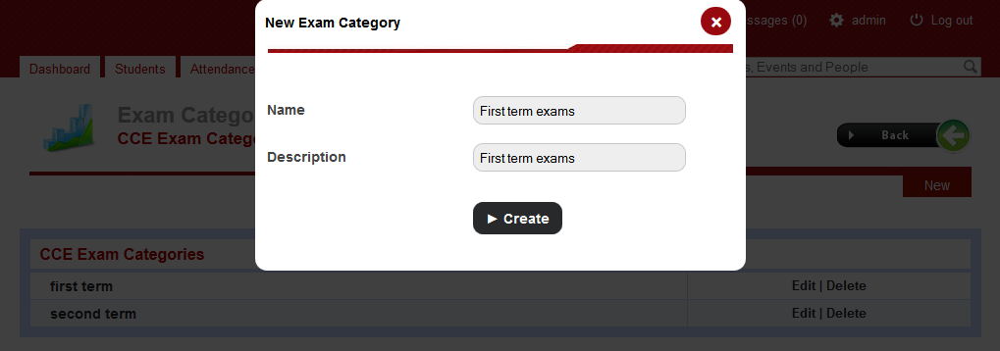 New Exam Category
ssages (0) admin Log out
Dashboard Students Attendance
s, Events and People
Exam Catego
CCE Exam Categ
Name First term exams
Back
Description First term exams
New
Create
CCE Exam Categories
first term Edit | Delete
second term Edit | Delete